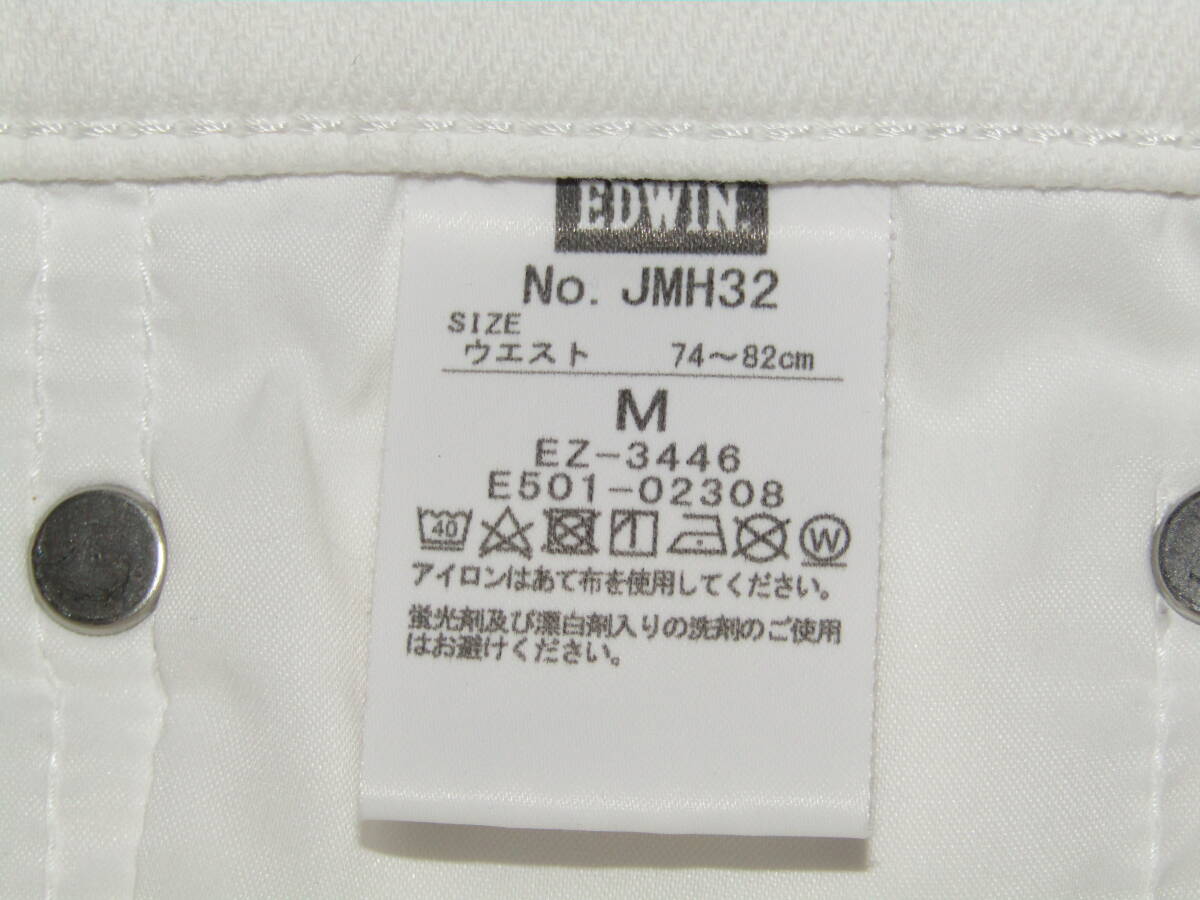 EDWIN.
No. JMH32
SIZE
ウエスト 74～82cm
M
EZ-3446
E501-02308
40 W
アイロンはあて布を使用してください。
蛍光剤及び漂白剤入りの洗剤のご使用
はお避けください。